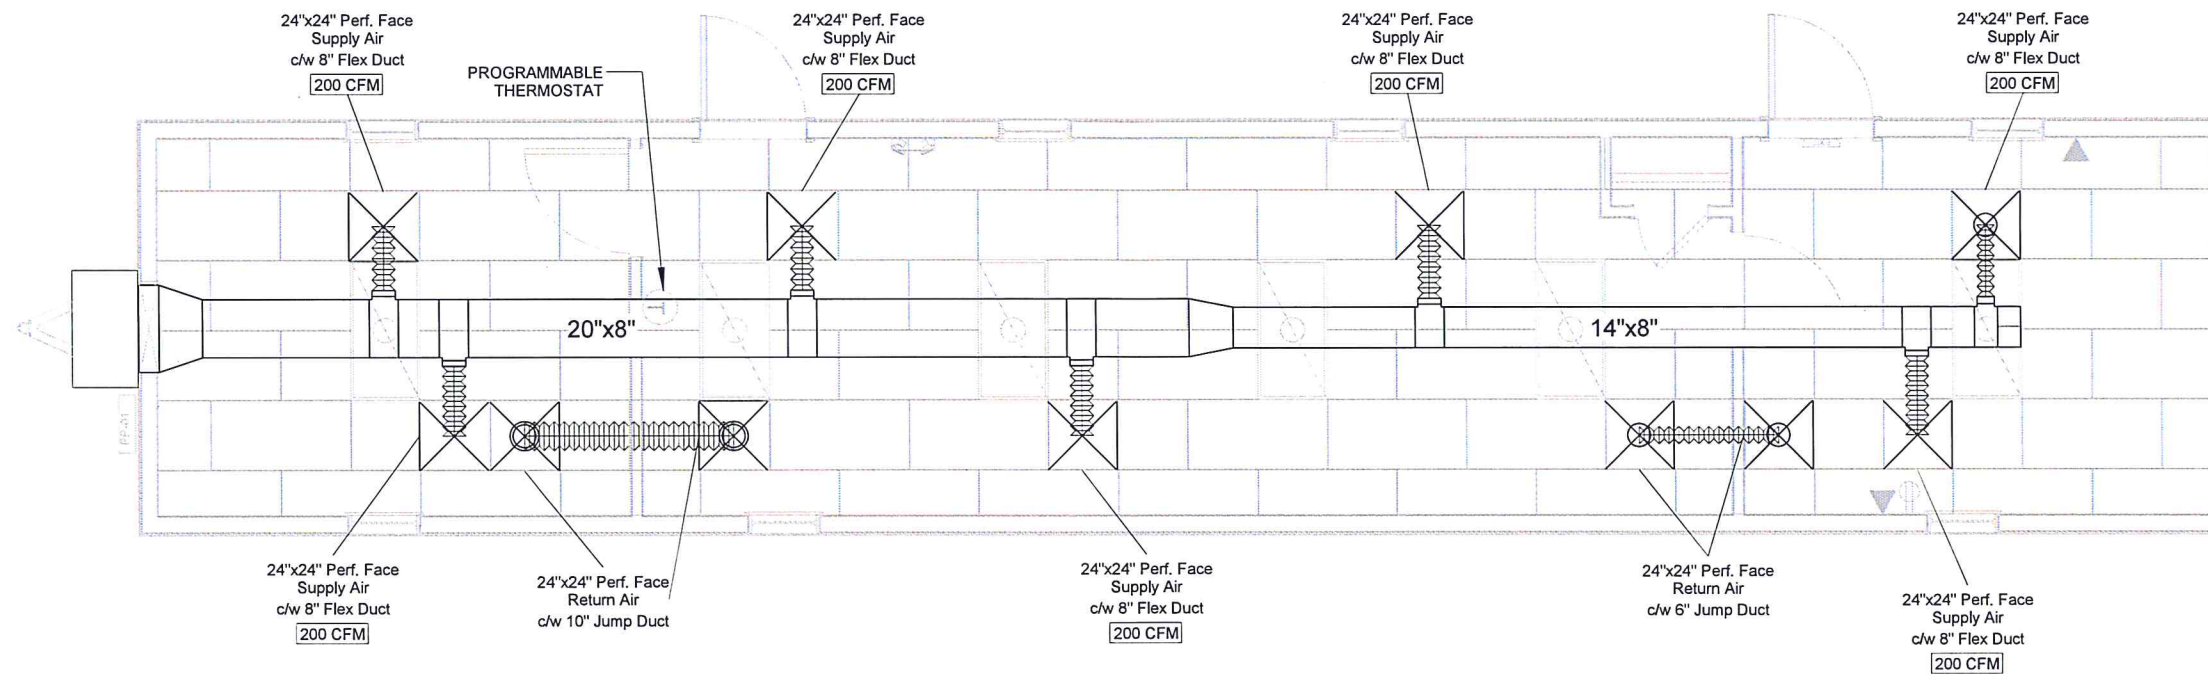 24"x24" Perf. Face
Supply Air
c/w 8" Flex Duct
200 CFM
PROGRAMMABLE
THERMOSTAT
24"x24" Perf. Face
Supply Air
c/w 8" Flex Duct
200 CFM
24"x24" Perf. Face
Supply Air
c/w 8" Flex Duct
200 CFM
24"x24" Perf. Face
Supply Air
c/w 8" Flex Duct
200 CFM
T
20"x8"
14"x8"
24"x24" Perf. Face
Supply Air
c/w 8" Flex Duct
200 CFM
24"x24" Perf. Face
Return Air
c/w 10" Jump Duct
24"x24" Perf. Face
Supply Air
c/w 8" Flex Duct
200 CFM
24"x24" Perf. Face
Return Air
c/w 6" Jump Duct
24"x24" Perf. Face
Supply Air
c/w 8" Flex Duct
200 CFM